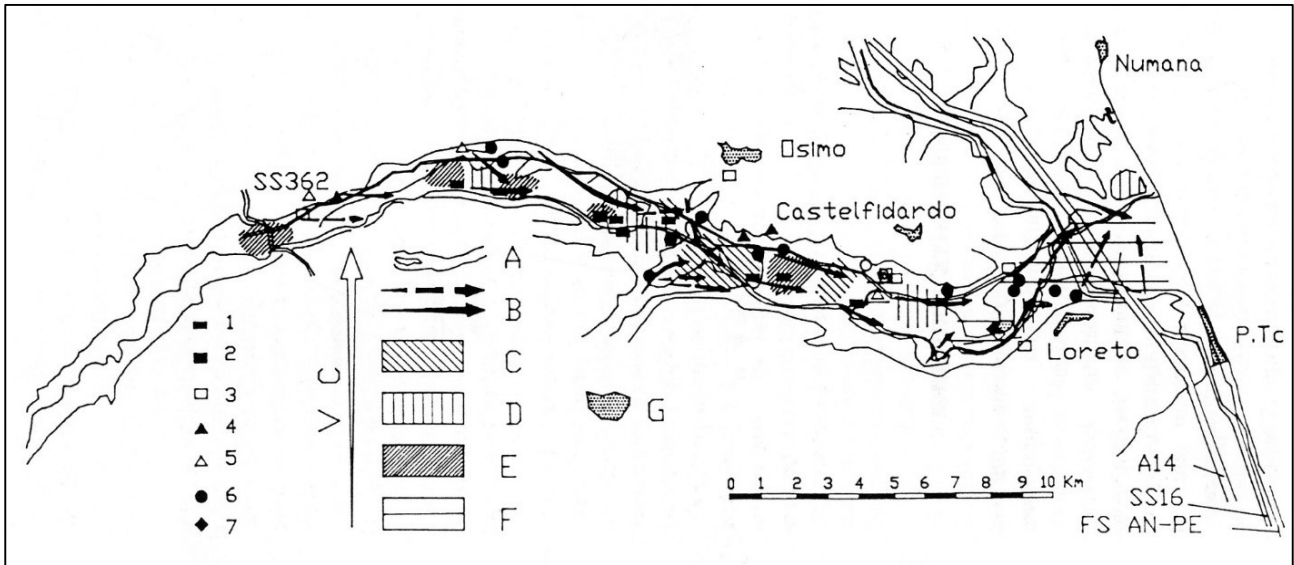 Numana
Osimo
SS362
Castelfidardo
Loreto
P.Tc
A
B
C
D
E
F
G
V C
1
2
3
4
5
6
7
0 1 2 3 4 5 6 7 8 9 10 Km
A14
SS16
FS AN-PE